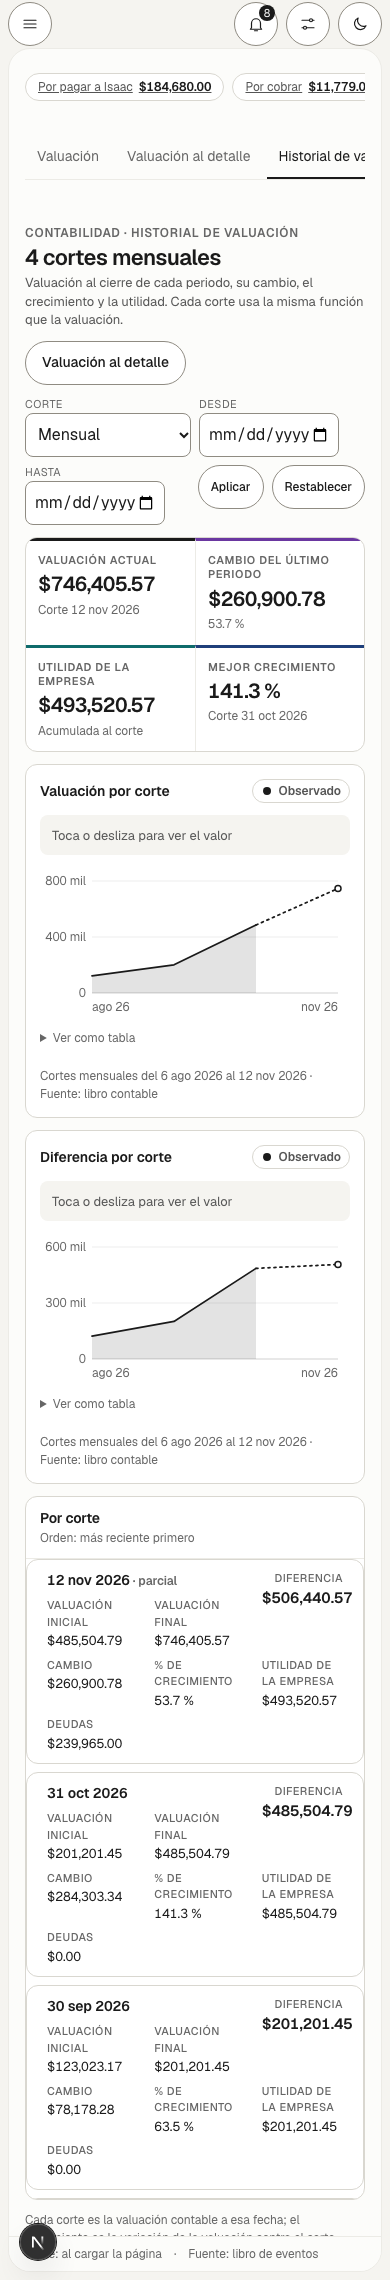 8
Por pagar a Isaac $184,680.00
Por cobrar $11,779.0
Valuación
Valuación al detalle
Historial de va
CONTABILIDAD · HISTORIAL DE VALUACIÓN
4 cortes mensuales
Valuación al cierre de cada periodo, su cambio, el
crecimiento y la utilidad. Cada corte usa la misma función
que la valuación.
Valuación al detalle
CORTE
DESDE
Mensual
mm/dd/yyyy
HASTA
mm/dd/yyyy
Aplicar
Restablecer
VALUACIÓN ACTUAL
$746,405.57
Corte 12 nov 2026
CAMBIO DEL ÚLTIMO
PERIODO
$260,900.78
53.7 %
UTILIDAD DE LA
EMPRESA
$493,520.57
Acumulada al corte
MEJOR CRECIMIENTO
141.3 %
Corte 31 oct 2026
Valuación por corte
Observado
Toca o desliza para ver el valor
800 mil
400 mil
0
ago 26
nov 26
Ver como tabla
Cortes mensuales del 6 ago 2026 al 12 nov 2026 ·
Fuente: libro contable
Diferencia por corte
Observado
Toca o desliza para ver el valor
600 mil
300 mil
0
ago 26
nov 26
Ver como tabla
Cortes mensuales del 6 ago 2026 al 12 nov 2026 ·
Fuente: libro contable
Por corte
Orden: más reciente primero
12 nov 2026 · parcial
DIFERENCIA
$506,440.57
VALUACIÓN
INICIAL
$485,504.79
VALUACIÓN
FINAL
$746,405.57
CAMBIO
$260,900.78
% DE
CRECIMIENTO
53.7 %
UTILIDAD DE
LA EMPRESA
$493,520.57
DEUDAS
$239,965.00
31 oct 2026
DIFERENCIA
$485,504.79
VALUACIÓN
INICIAL
$201,201.45
VALUACIÓN
FINAL
$485,504.79
CAMBIO
$284,303.34
% DE
CRECIMIENTO
141.3 %
UTILIDAD DE
LA EMPRESA
$485,504.79
DEUDAS
$0.00
30 sep 2026
DIFERENCIA
$201,201.45
VALUACIÓN
INICIAL
$123,023.17
VALUACIÓN
FINAL
$201,201.45
CAMBIO
$78,178.28
% DE
CRECIMIENTO
63.5 %
UTILIDAD DE
LA EMPRESA
$201,201.45
DEUDAS
$0.00
Cada corte es la valuación contable a esa fecha; el
N
al cargar la página · Fuente: libro de eventos